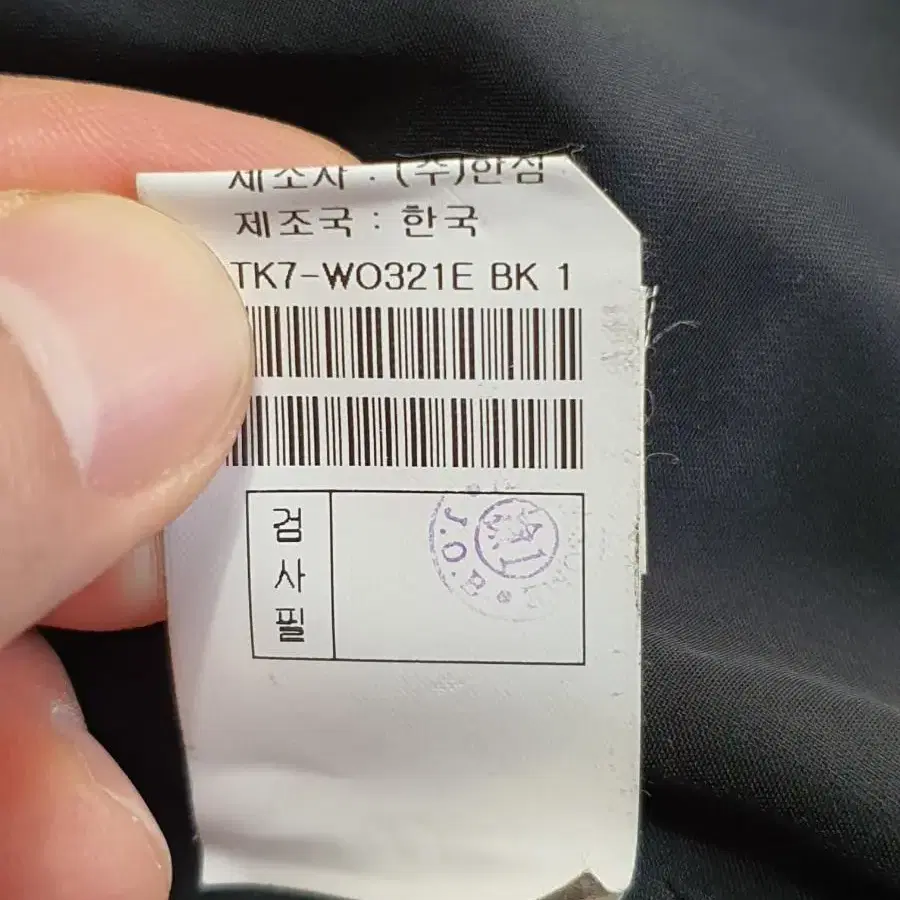 제조사 : (주)한섬
제조국 : 한국
TK7-WO321E BK 1
검
사
필
J.O.B